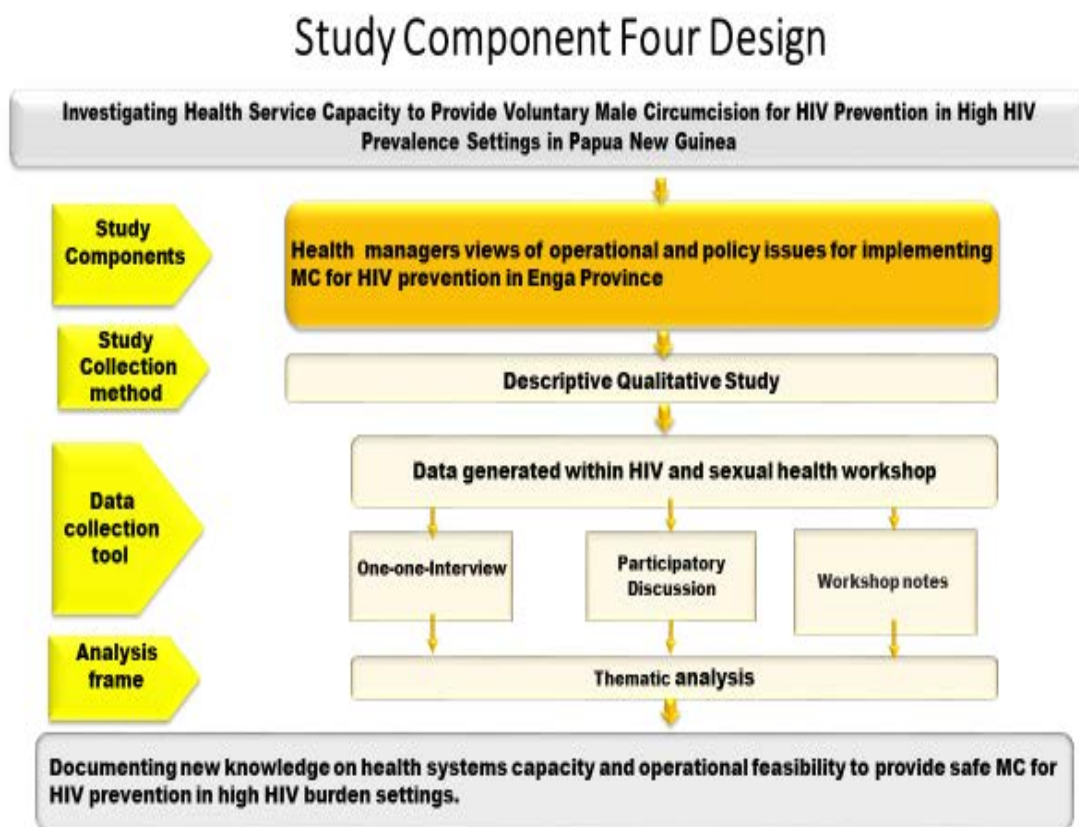 Study Component Four Design
Investigating Health Service Capacity to Provide Voluntary Male Circumcision for HIV Prevention in High HIV
Prevalence Settings in Papua New Guinea
Study
Components
Health managers views of operational and policy issues for implementing
MC for HIV prevention in Enga Province
Study
Collection
method
Descriptive Qualitative Study
Data
collection
tool
Data generated within HIV and sexual health workshop
One-one-Interview
Participatory
Discussion
Workshop notes
Analysis
frame
Thematic analysis
Documenting new knowledge on health systems capacity and operational feasibility to provide safe MC for
HIV prevention in high HIV burden settings.